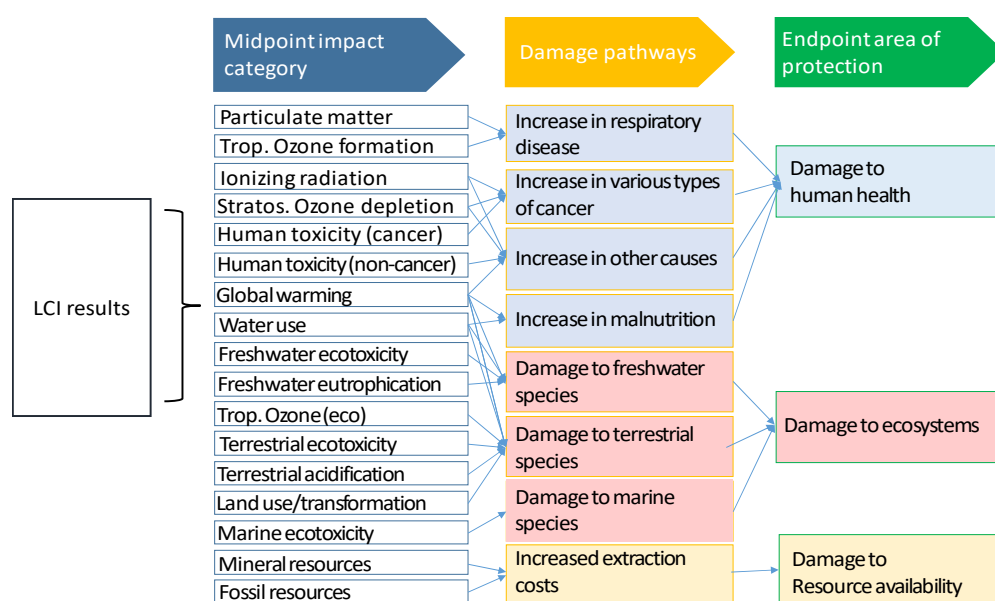 Midpoint impact
category
Damage pathways
Endpoint area of
protection
LCI results
Particulate matter
Trop. Ozone formation
Ionizing radiation
Stratos. Ozone depletion
Human toxicity (cancer)
Human toxicity (non-cancer)
Global warming
Water use
Freshwater ecotoxicity
Freshwater eutrophication
Trop. Ozone (eco)
Terrestrial ecotoxicity
Terrestrial acidification
Land use/transformation
Marine ecotoxicity
Mineral resources
Fossil resources
Increase in respiratory
disease
Increase in various types
of cancer
Increase in other causes
Increase in malnutrition
Damage to freshwater
species
Damage to terrestrial
species
Damage to marine
species
Increased extraction
costs
Damage to
human health
Damage to ecosystems
Damage to
Resource availability